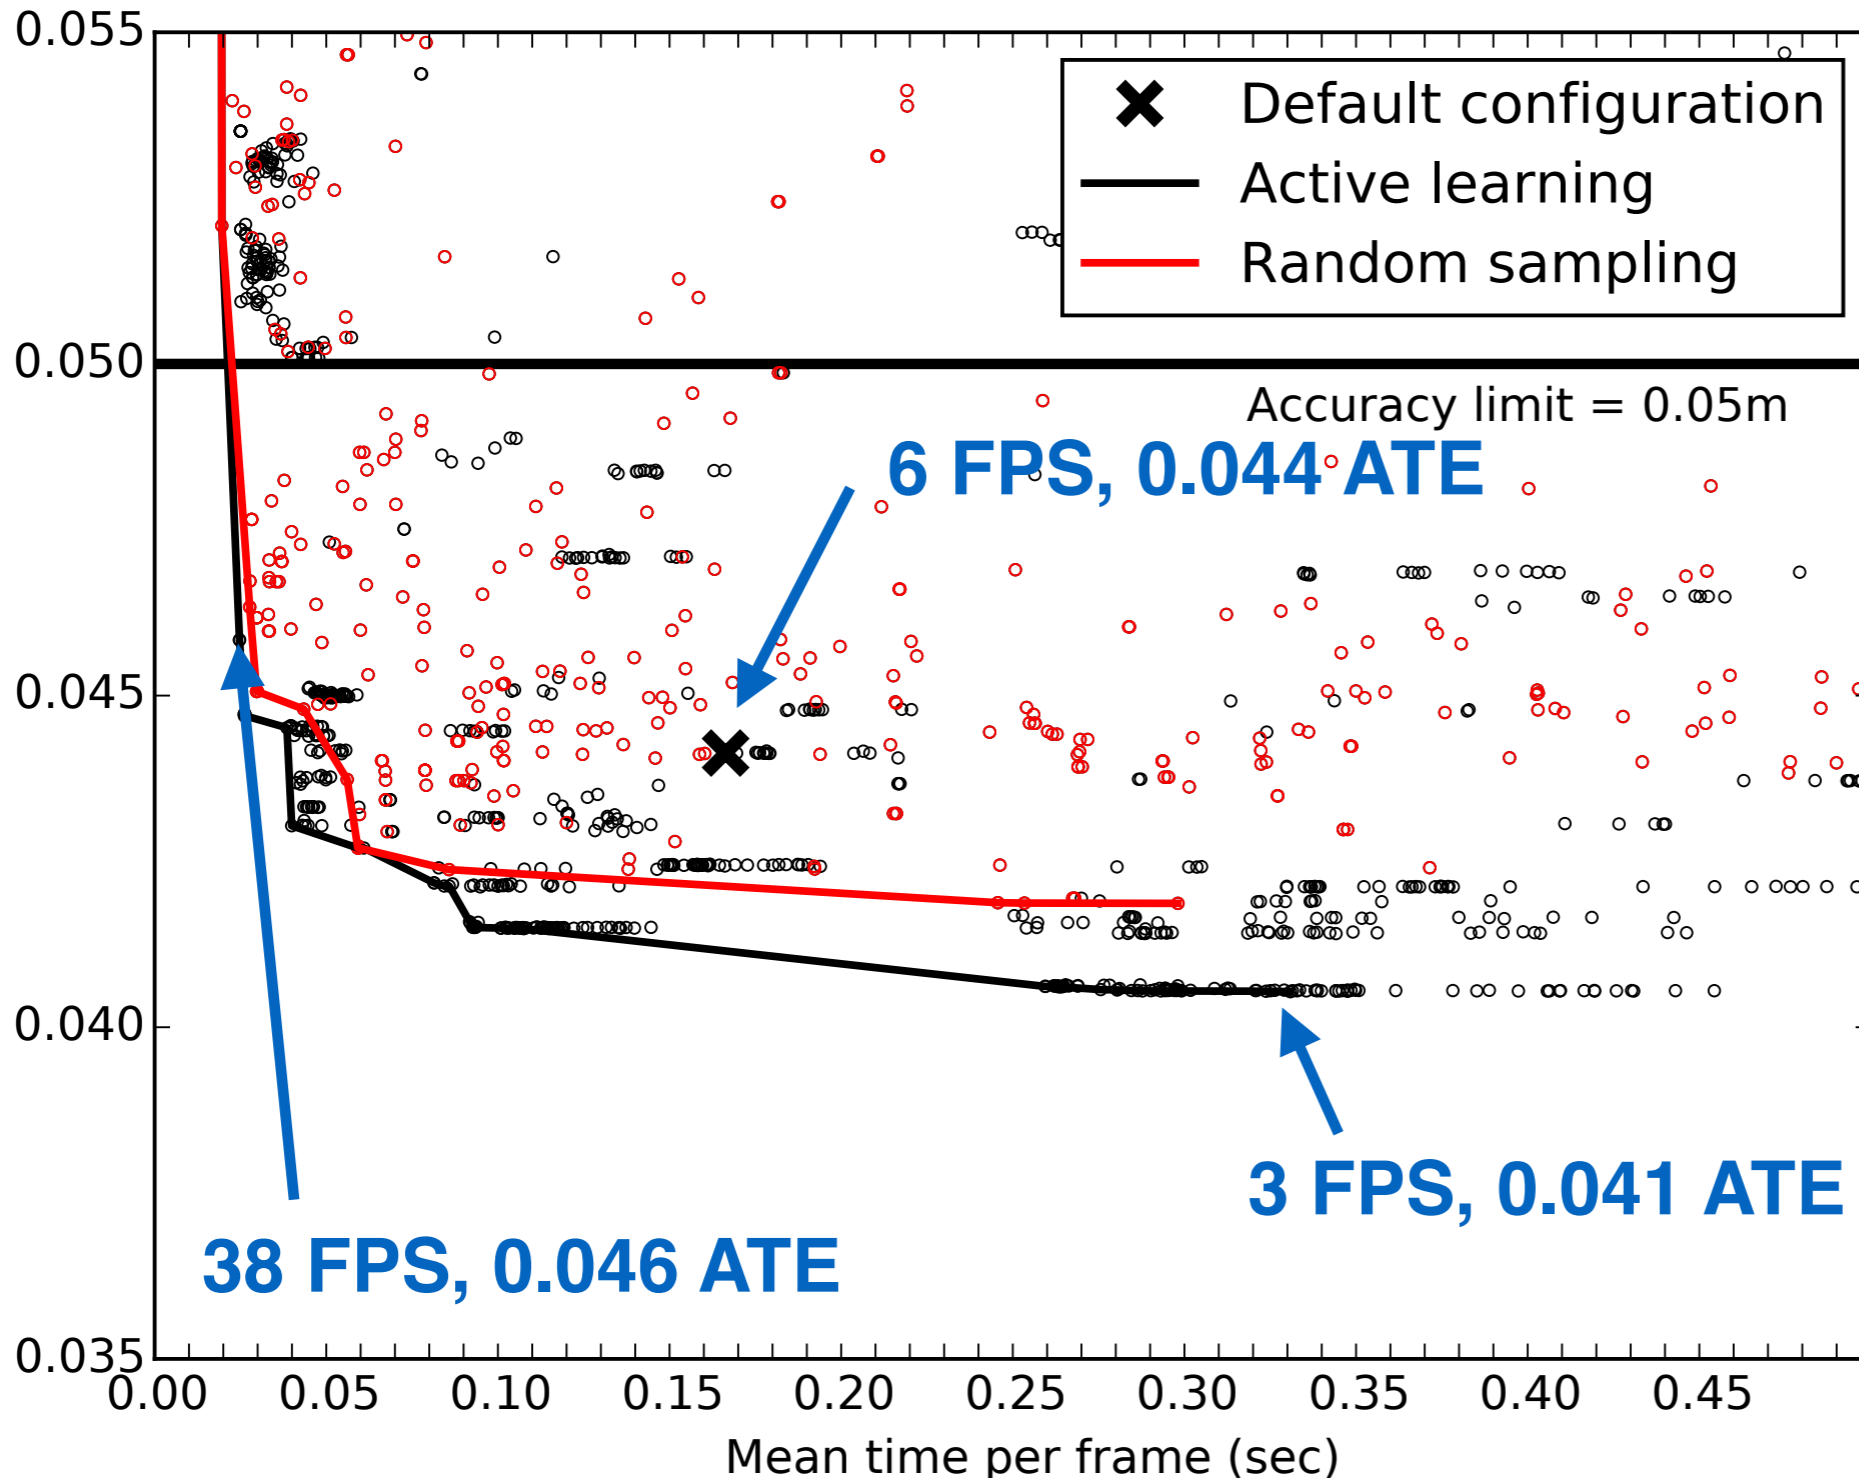 0.055
Default configuration
Active learning
Random sampling
0.050
Accuracy limit = 0.05m
6 FPS, 0.044 ATE
0.045
0.040
3 FPS, 0.041 ATE
38 FPS, 0.046 ATE
0.035
0.00 0.05 0.10 0.15 0.20 0.25 0.30 0.35 0.40 0.45
Mean time per frame (sec)